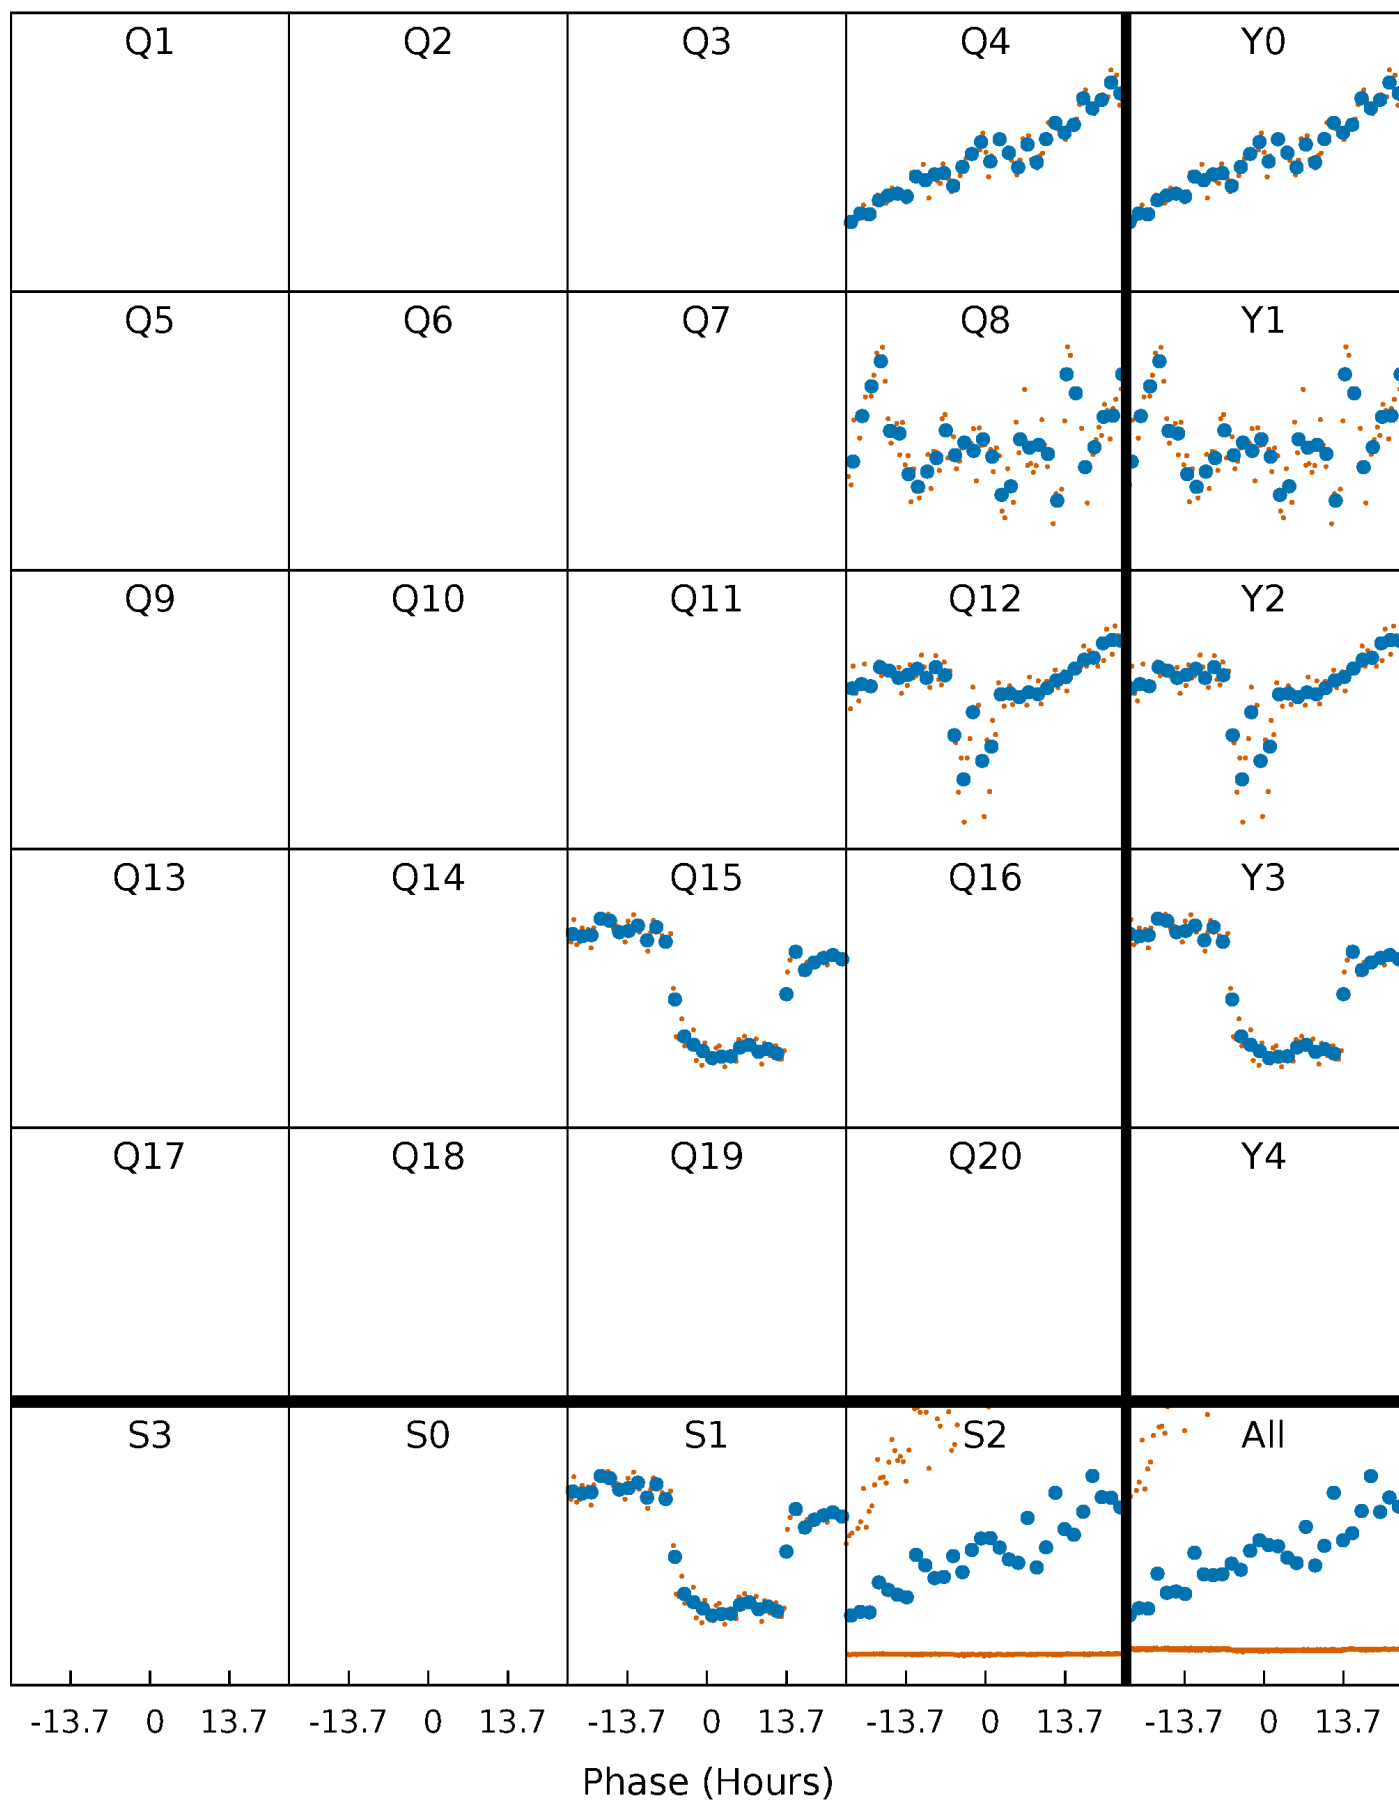 Q1 Q2 Q3 Q4 Y0
Q5 Q6 Q7 Q8 Y1
Q9 Q10 Q11 Q12 Y2
Q13 Q14 Q15 Q16 Y3
Q17 Q18 Q19 Q20 Y4
S3 S0 S1 S2 All
-13.7 0 13.7 -13.7 0 13.7 -13.7 0 13.7 -13.7 0 13.7 -13.7 0 13.7
Phase (Hours)